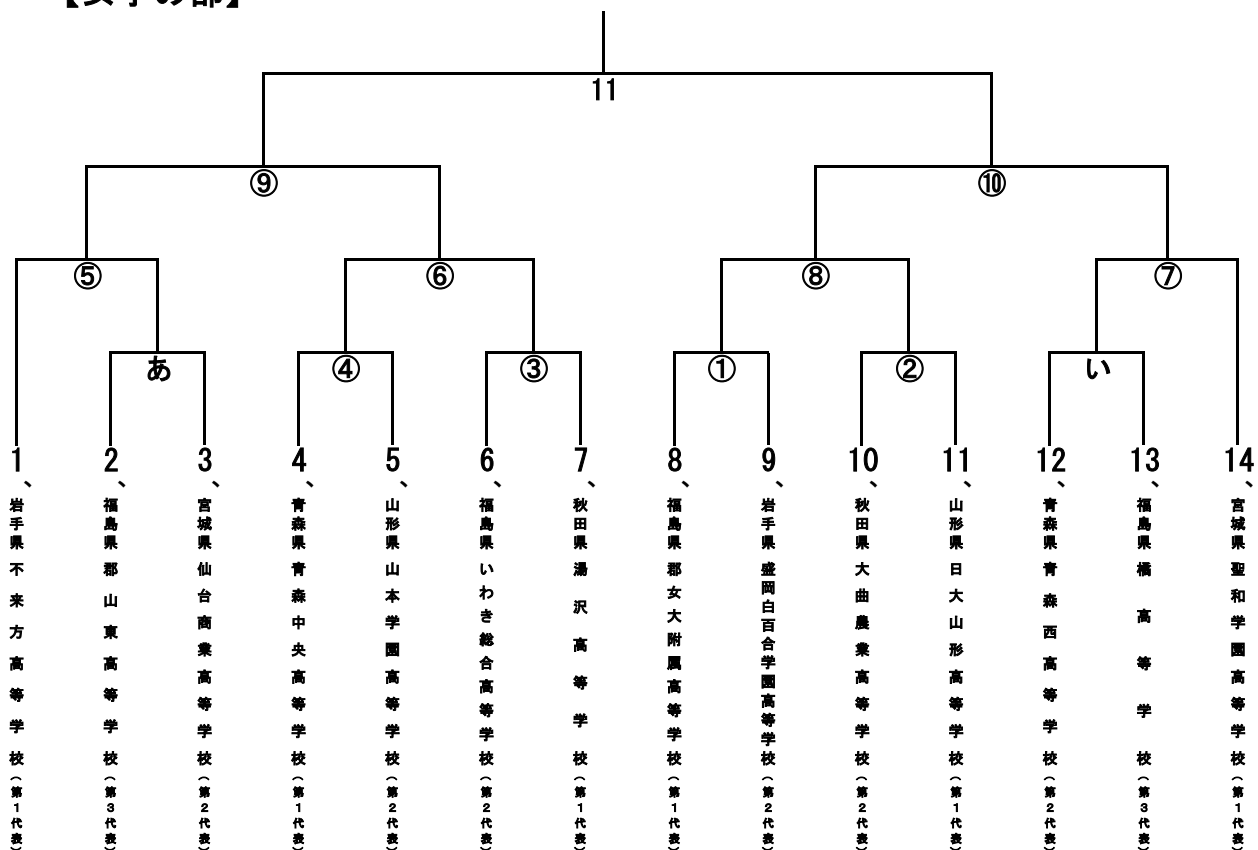 【女子の部】
11
⑨
⑩
⑤
⑥
⑧
⑦
あ
④
③
①
②
い
1、岩手県 不来方高等学校（第1代表）
2、福島県 郡山東高等学校（第3代表）
3、宮城県 仙台商業高等学校（第2代表）
4、青森県 青森中央高等学校（第1代表）
5、山形県 山本学園高等学校（第2代表）
6、福島県 いわき総合高等学校（第2代表）
7、秋田県 湯沢高等学校（第1代表）
8、福島県 郡女大附属高等学校（第1代表）
9、岩手県 盛岡白百合学園高等学校（第2代表）
10、秋田県 大曲農業高等学校（第2代表）
11、山形県 日大山形高等学校（第1代表）
12、青森県 青森西高等学校（第2代表）
13、福島県 橘高等学校（第3代表）
14、宮城県 聖和学園高等学校（第1代表）